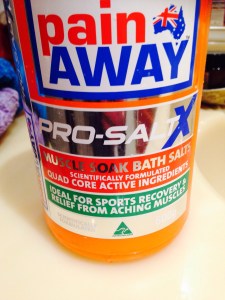 pain
AWAY
PRO-SALTX
MUSCLE SOAK BATH SALTS
SCIENTIFICALLY FORMULATED
QUAD CORE ACTIVE INGREDIENTS
IDEAL FOR SPORTS RECOVERY &
RELIEF FROM ACHING MUSCLES